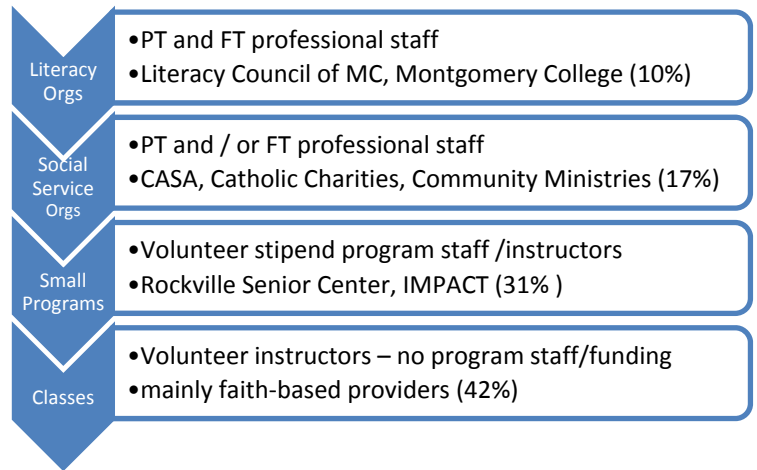 Literacy
Orgs
•PT and FT professional staff
•Literacy Council of MC, Montgomery College (10%)
Social
Service
Orgs
•PT and / or FT professional staff
•CASA, Catholic Charities, Community Ministries (17%)
Small
Programs
•Volunteer stipend program staff /instructors
•Rockville Senior Center, IMPACT (31% )
Classes
•Volunteer instructors – no program staff/funding
•mainly faith-based providers (42%)